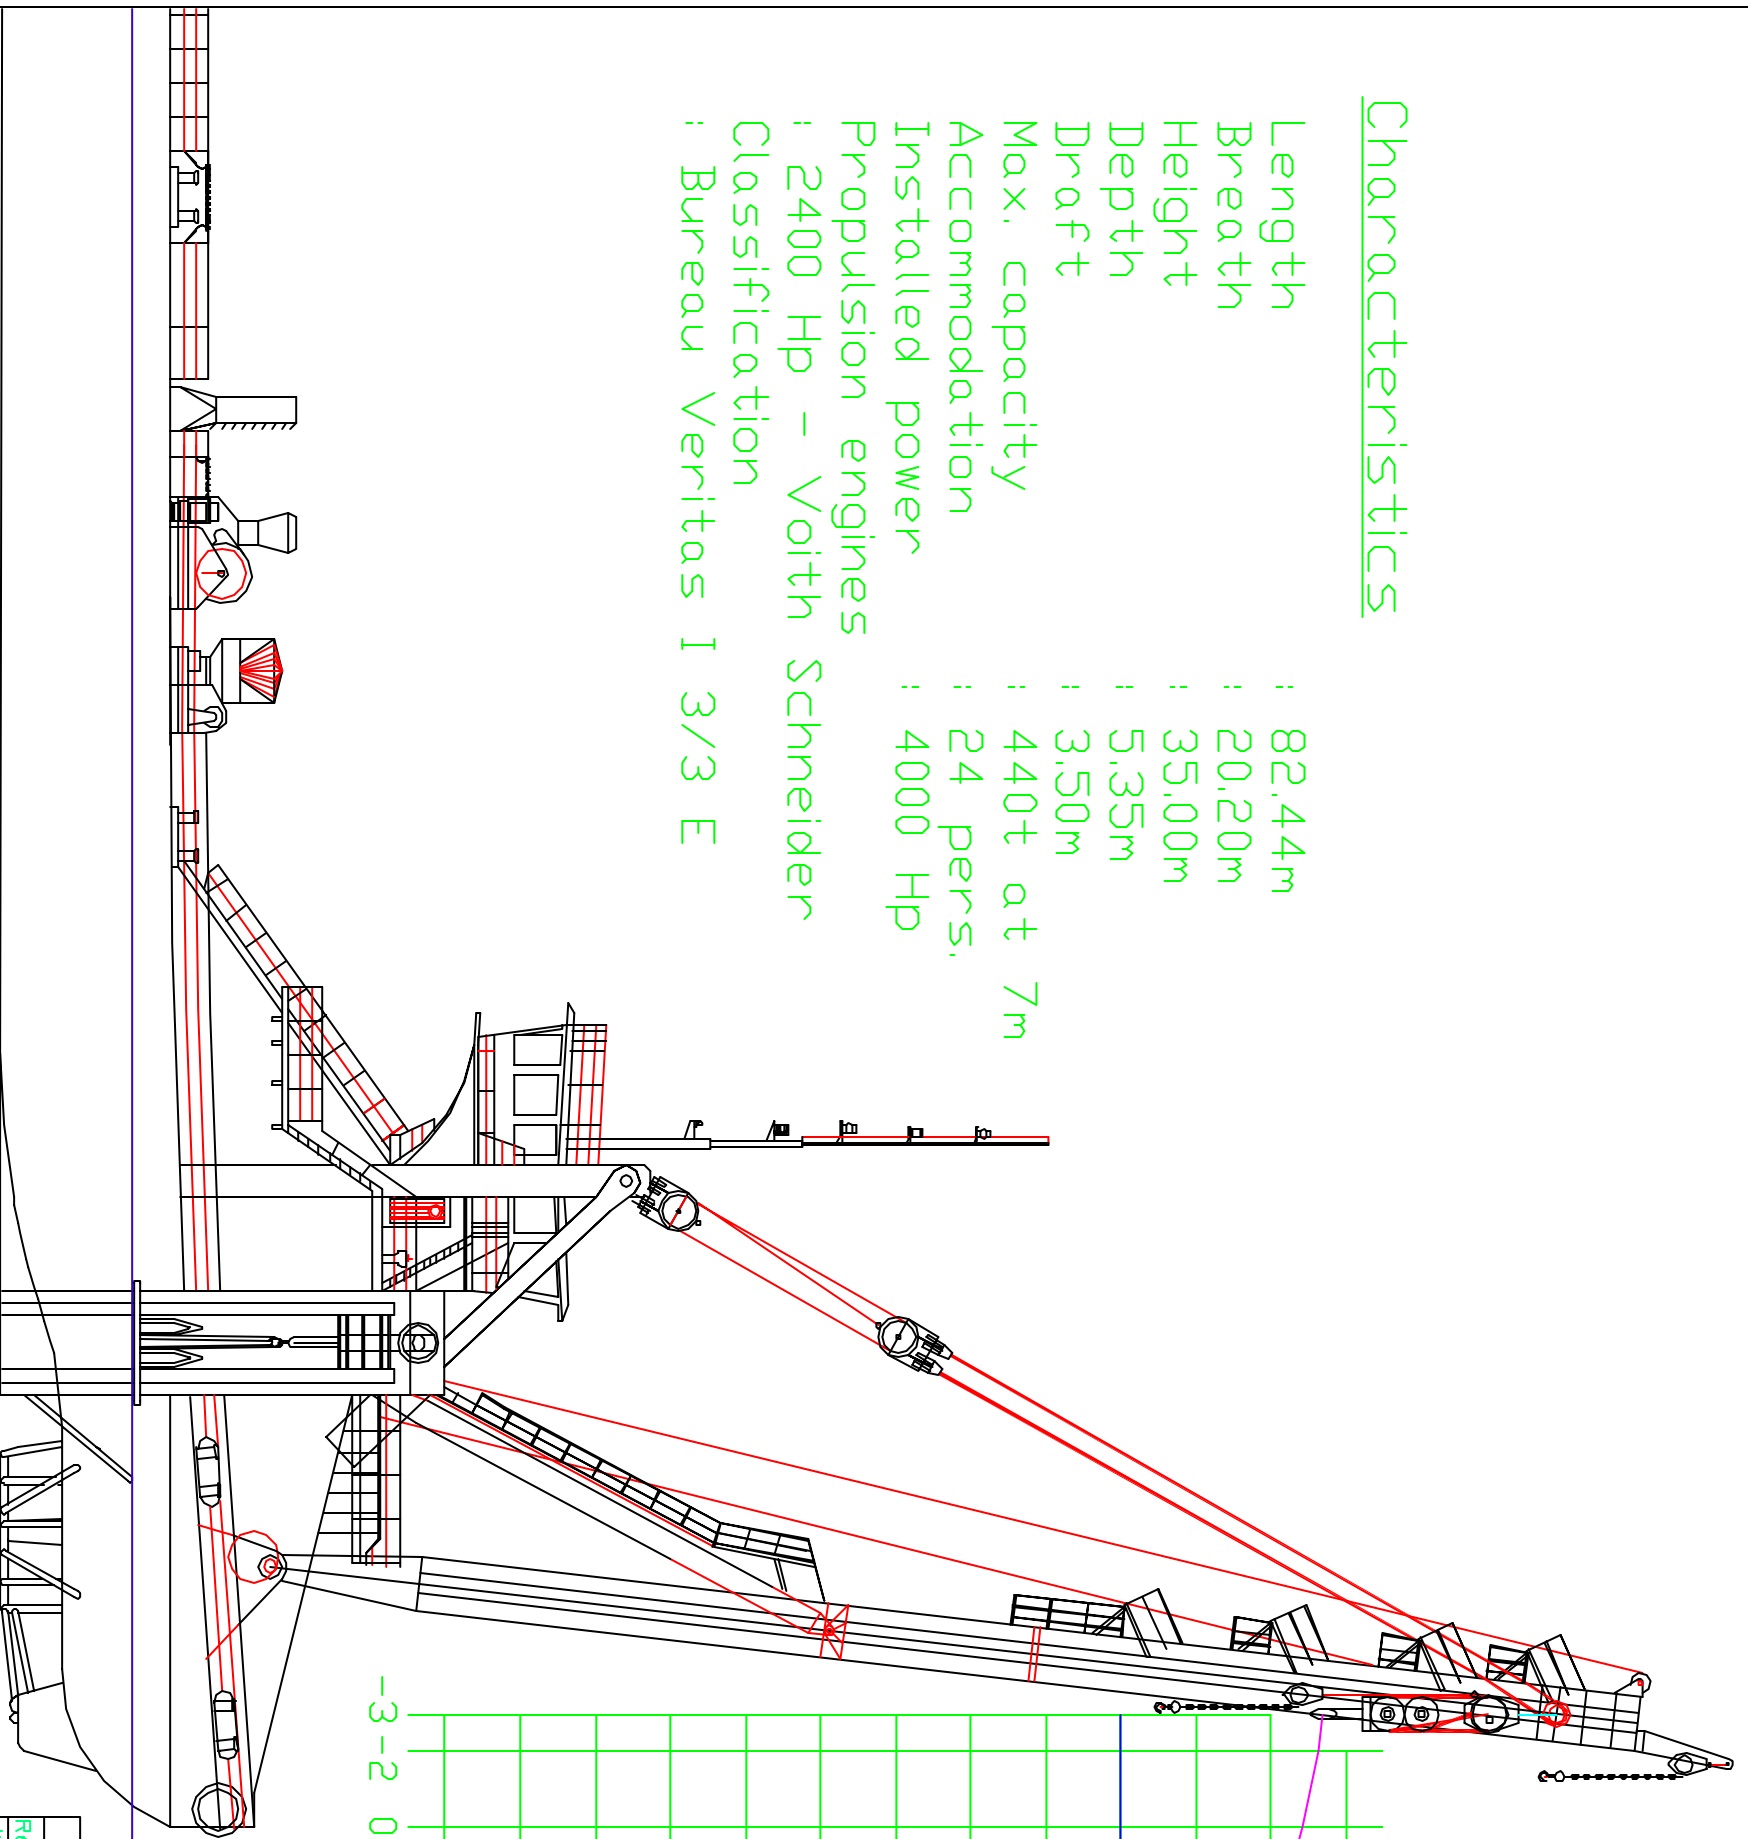 Characteristics
Length : 82.44m
Breath : 20.20m
Height : 35.00m
Depth : 5.35m
Draft : 3.50m
Max. capacity : 440t at 7m
Accommodation : 24 pers.
Installed power : 4000 Hp
Propulsion engines
: 2400 Hp - Voith Schneider
Classification
: Bureau Veritas I 3/3 E
-3 -2 0